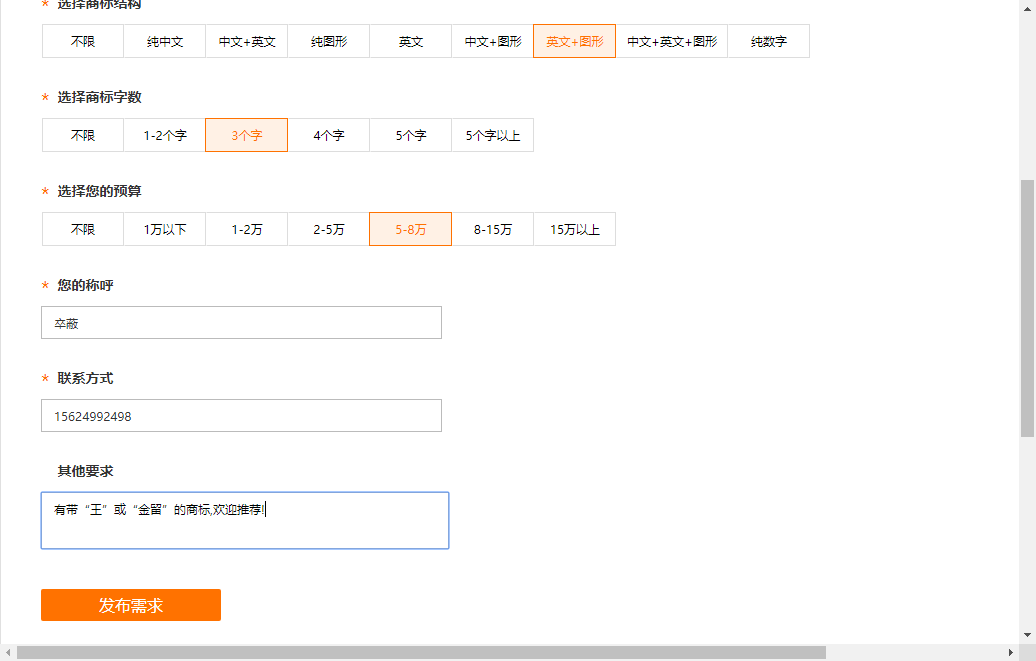 * 选择商标结构
不限 纯中文 中文+英文 纯图形 英文 中文+图形 英文+图形 中文+英文+图形 纯数字
* 选择商标字数
不限 1-2个字 3个字 4个字 5个字 5个字以上
* 选择您的预算
不限 1万以下 1-2万 2-5万 5-8万 8-15万 15万以上
* 您的称呼
卒蔽
* 联系方式
15624992498
其他要求
有带“王”或“金留”的商标,欢迎推荐!
发布需求